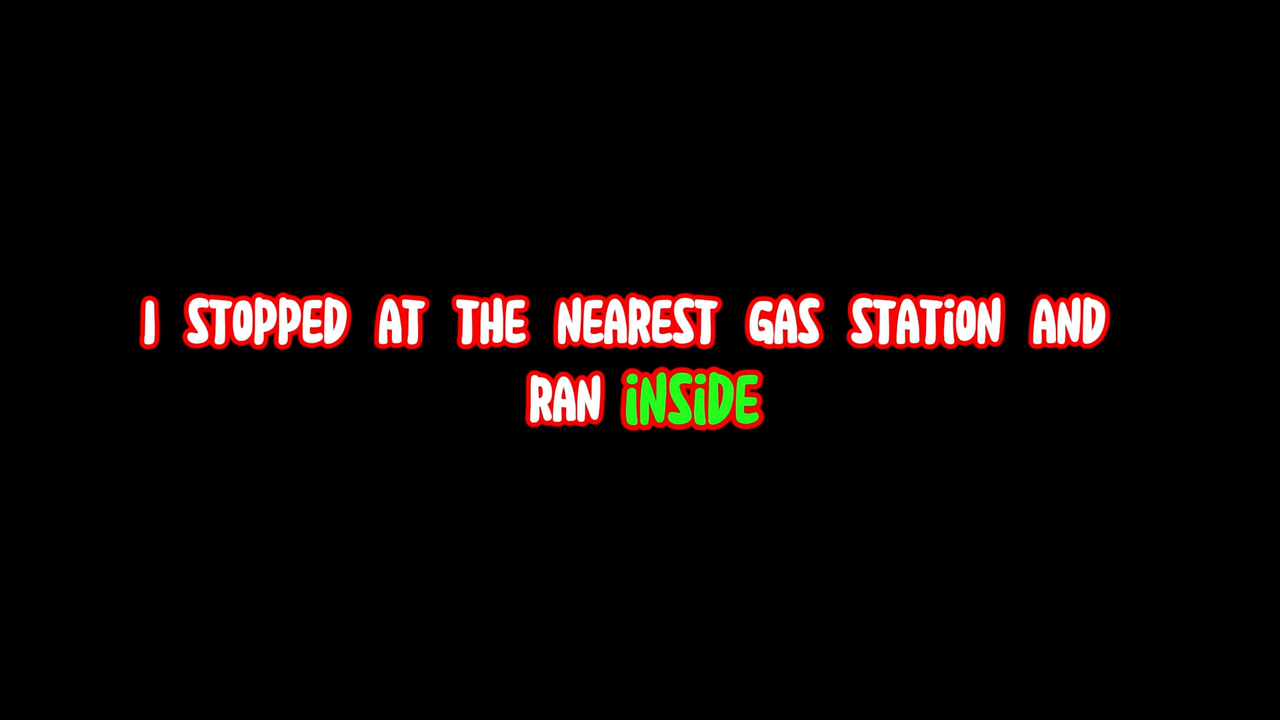 I STOPPED AT THE NEAREST GAS STATiON AND
RAN iNSiDE